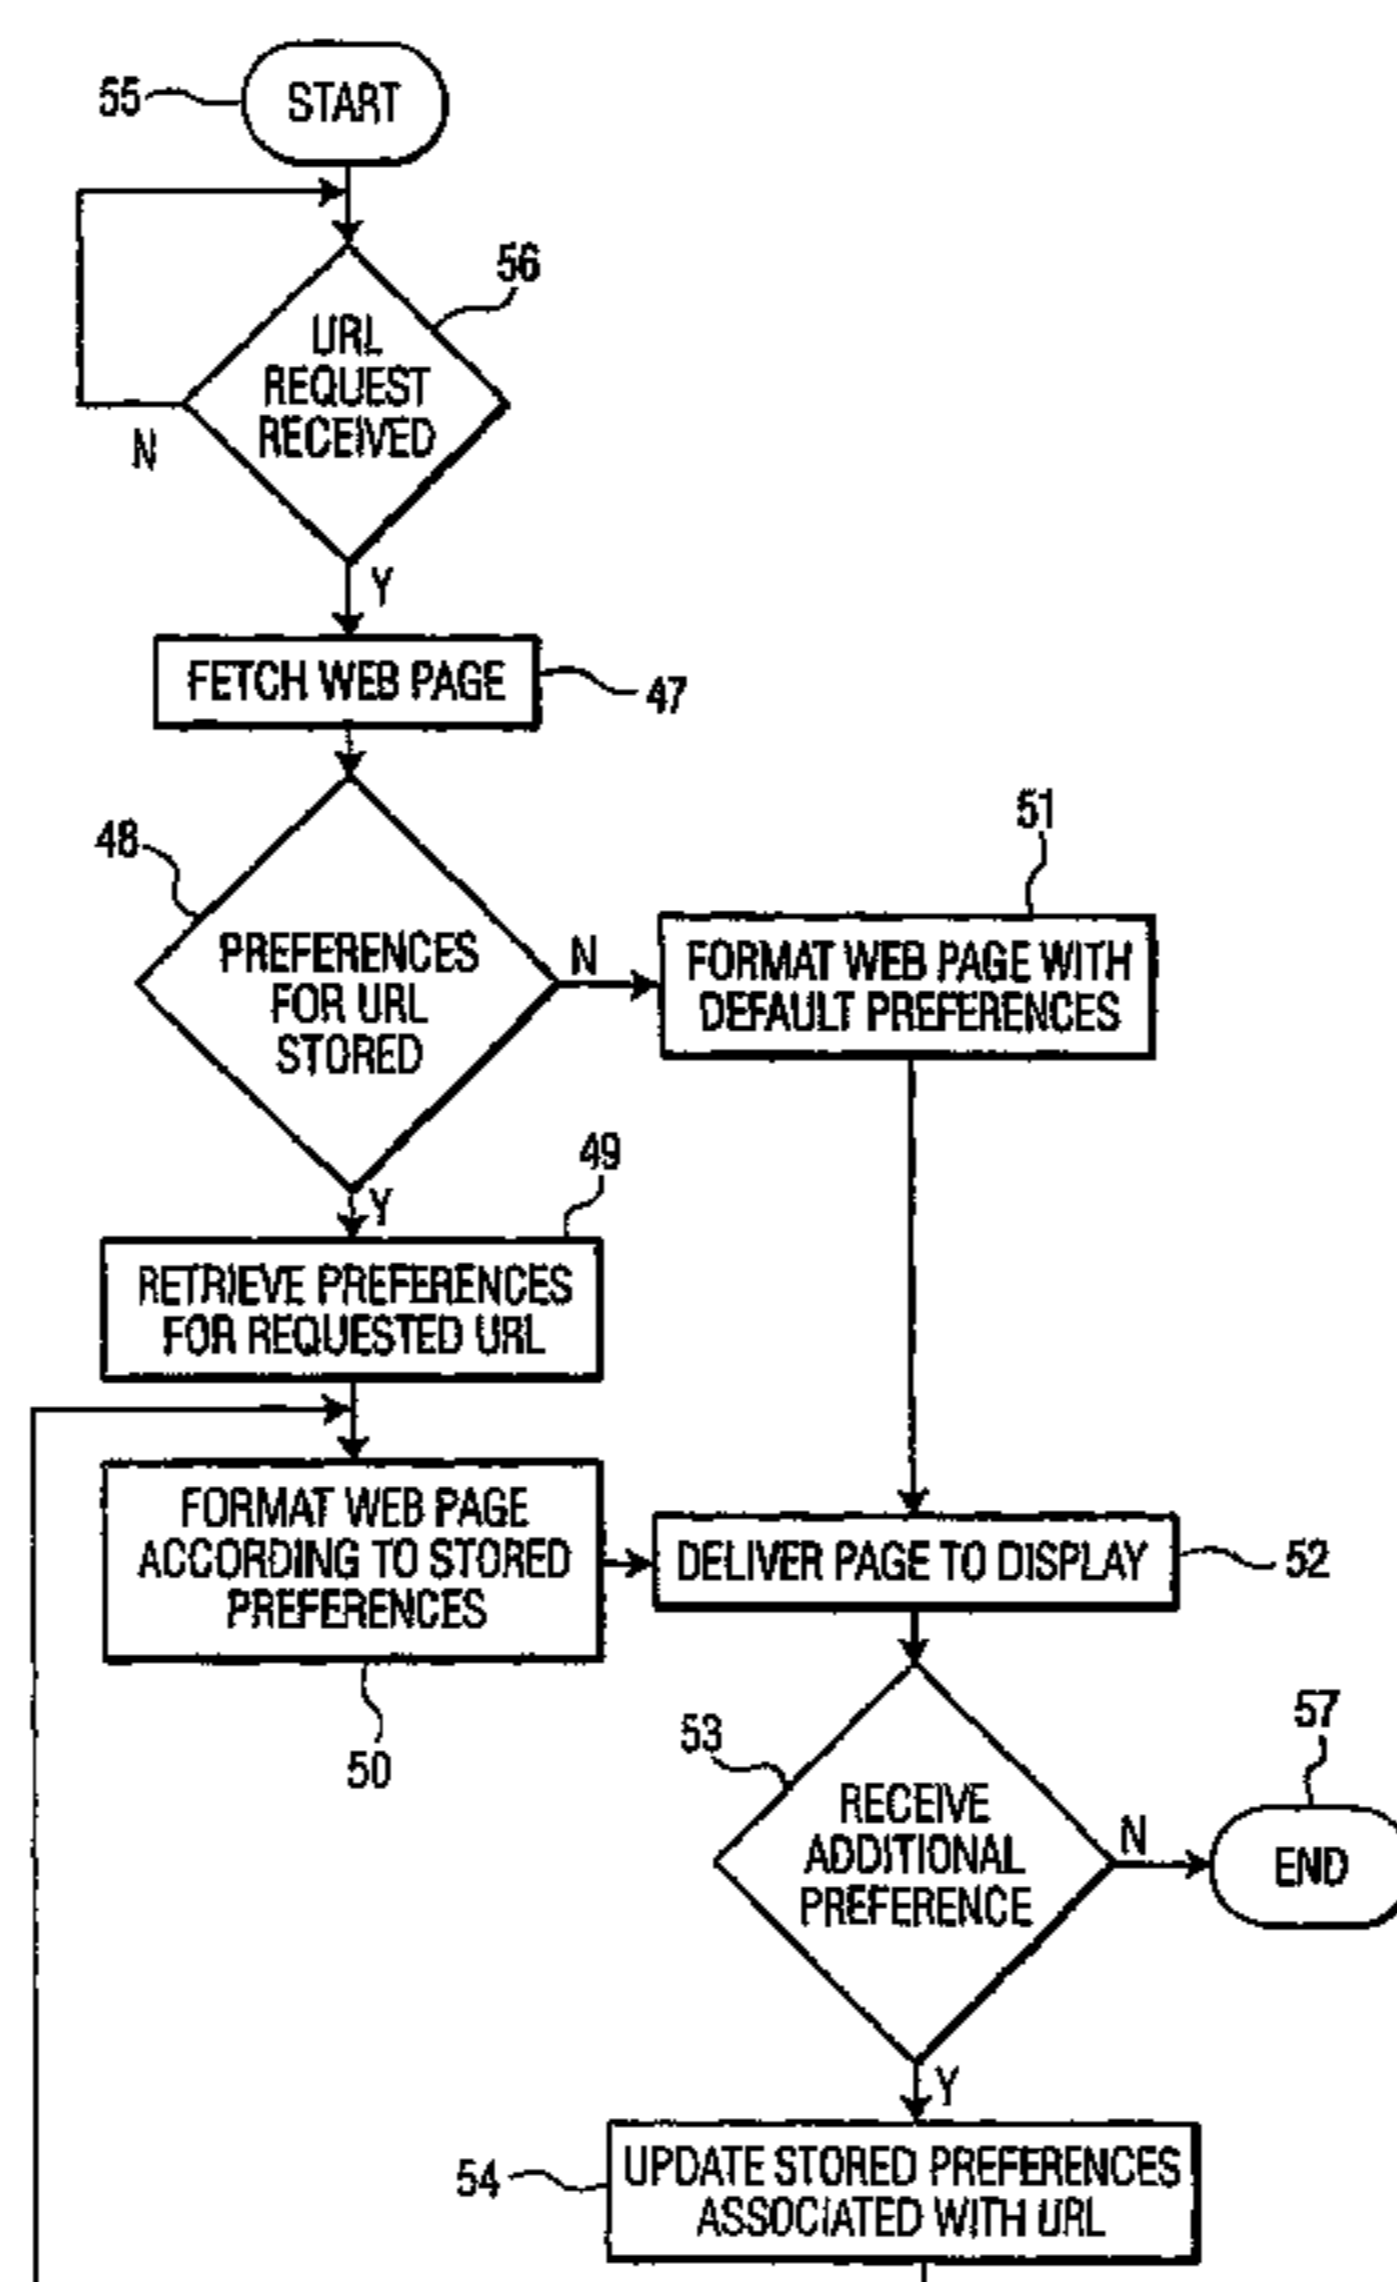 55
START
56
URL
REQUEST
RECEIVED
N
Y
FETCH WEB PAGE
47
48
PREFERENCES
FOR URL
STORED
N
51
FORMAT WEB PAGE WITH
DEFAULT PREFERENCES
Y
49
RETRIEVE PREFERENCES
FOR REQUESTED URL
FORMAT WEB PAGE
ACCORDING TO STORED
PREFERENCES
50
DELIVER PAGE TO DISPLAY
52
53
RECEIVE
ADDITIONAL
PREFERENCE
N
57
END
Y
54
UPDATE STORED PREFERENCES
ASSOCIATED WITH URL